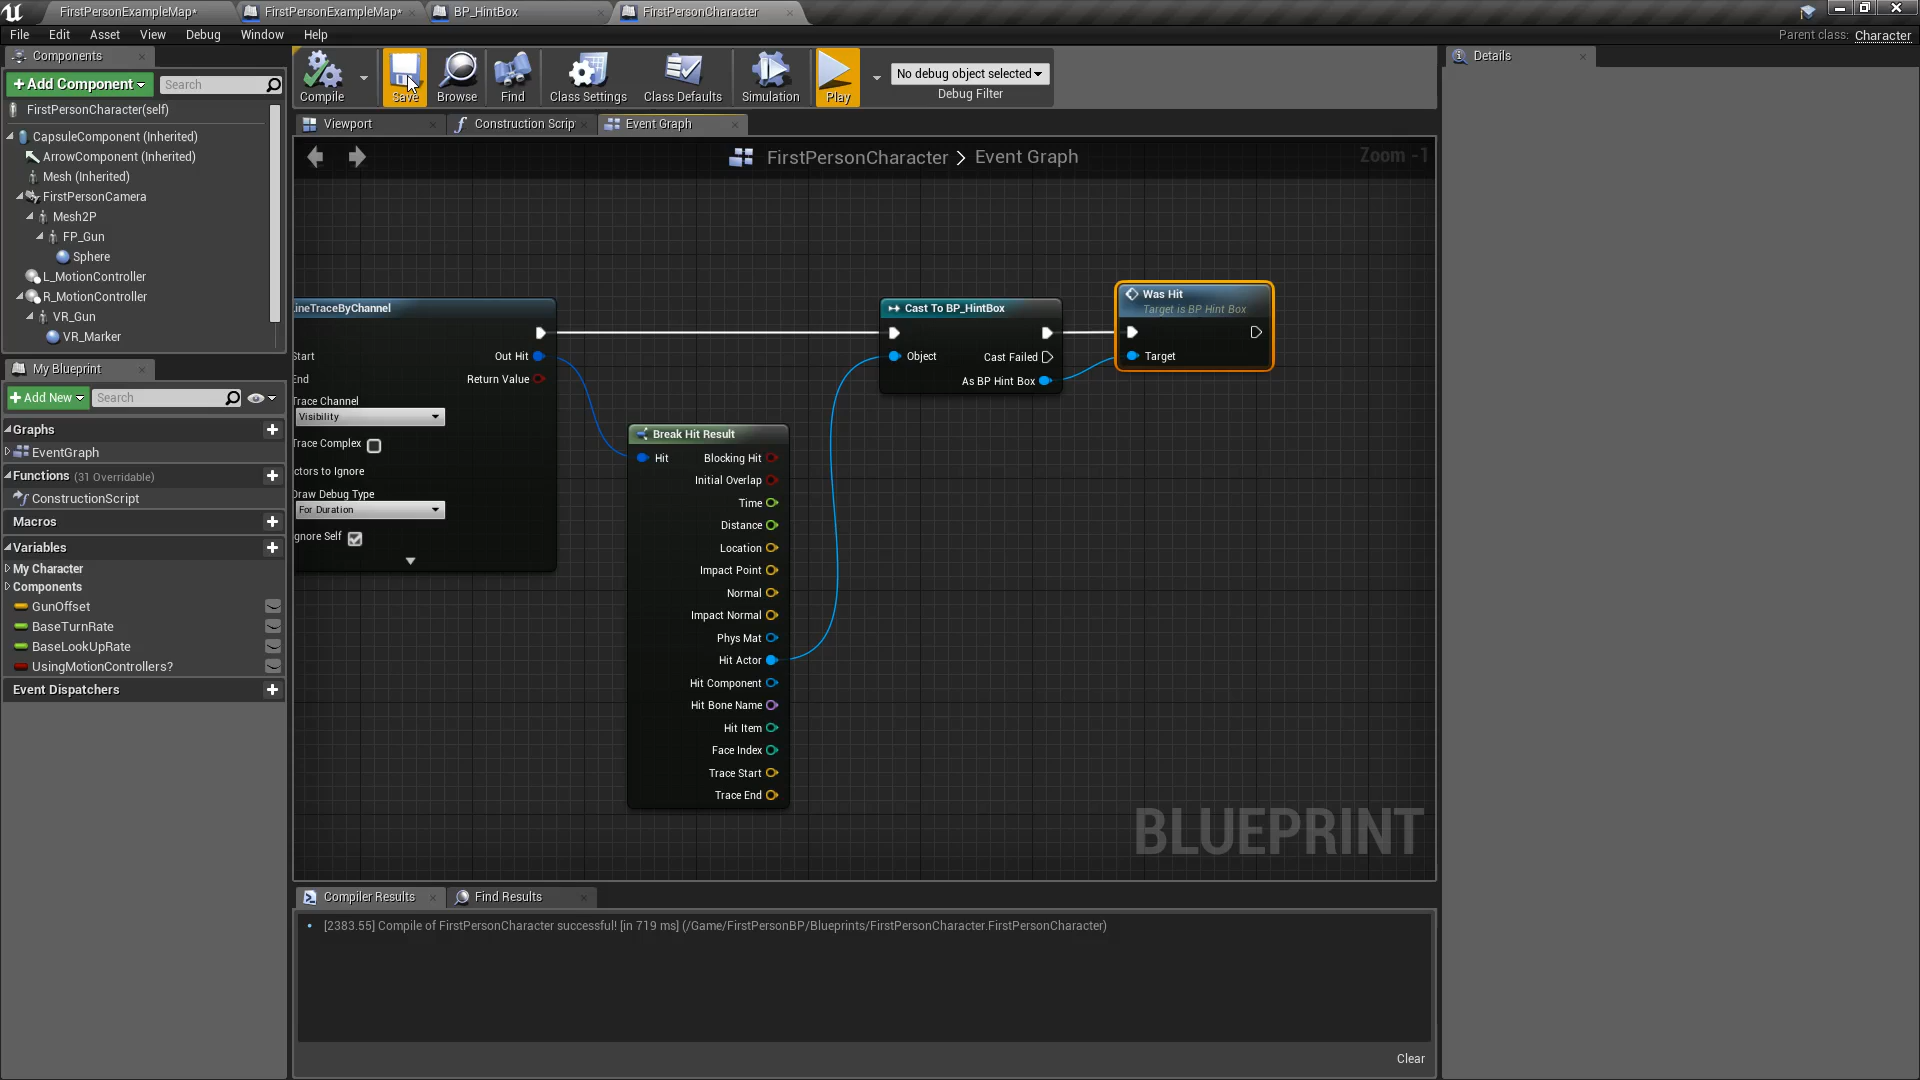 FirstPersonExampleMap*
FirstPersonExampleMap*
BP_HintBox
FirstPersonCharacter
File
Edit
Asset
View
Debug
Window
Help
Parent class:
Character
Components
+Add Component
Search
FirstPersonCharacter(self)
CapsuleComponent (Inherited)
ArrowComponent (Inherited)
Mesh (Inherited)
FirstPersonCamera
Mesh2P
FP_Gun
Sphere
L_MotionController
R_MotionController
VR_Gun
VR_Marker
My Blueprint
+Add New
Search
Graphs
EventGraph
Functions (31 Overridable)
ConstructionScript
Macros
Variables
My Character
Components
GunOffset
BaseTurnRate
BaseLookUpRate
UsingMotionControllers?
Event Dispatchers
Compile
Save
Browse
Find
Class Settings
Class Defaults
Simulation
Play
No debug object selected
Debug Filter
Viewport
Construction Scrip
Event Graph
FirstPersonCharacter > Event Graph
Zoom -1
LineTraceByChannel
Start
Out Hit
End
Return Value
Trace Channel
Visibility
Trace Complex
ctors to Ignore
Draw Debug Type
For Duration
gnore Self
Break Hit Result
Hit
Blocking Hit
Initial Overlap
Time
Distance
Location
Impact Point
Normal
Impact Normal
Phys Mat
Hit Actor
Hit Component
Hit Bone Name
Hit Item
Face Index
Trace Start
Trace End
Cast To BP_HintBox
Object
Cast Failed
As BP Hint Box
Was Hit
Target is BP Hint Box
Target
BLUEPRINT
Compiler Results
Find Results
[2383.55] Compile of FirstPersonCharacter successful! [in 719 ms] (/Game/FirstPersonBP/Blueprints/FirstPersonCharacter.FirstPersonCharacter)
Clear
Details